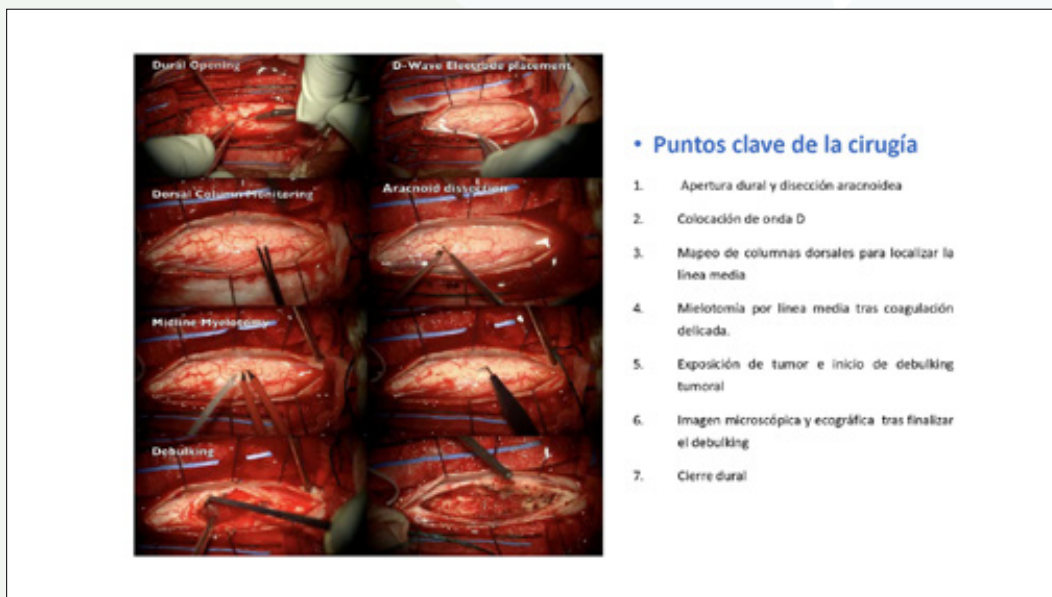 Dural Opening
D-Wave Electrode placement
Dorsal Column Monitoring
Aracnoid dissection
Midline Myelotomy
Debulking
• Puntos clave de la cirugía
1. Apertura dural y disección aracnoidea
2. Colocación de onda D
3. Mapeo de columnas dorsales para localizar la
línea media
4. Mielotomía por línea media tras coagulación
delicada.
5. Exposición de tumor e inicio de debulking
tumoral
6. Imagen microscópica y ecográfica tras finalizar
el debulking
7. Cierre dural